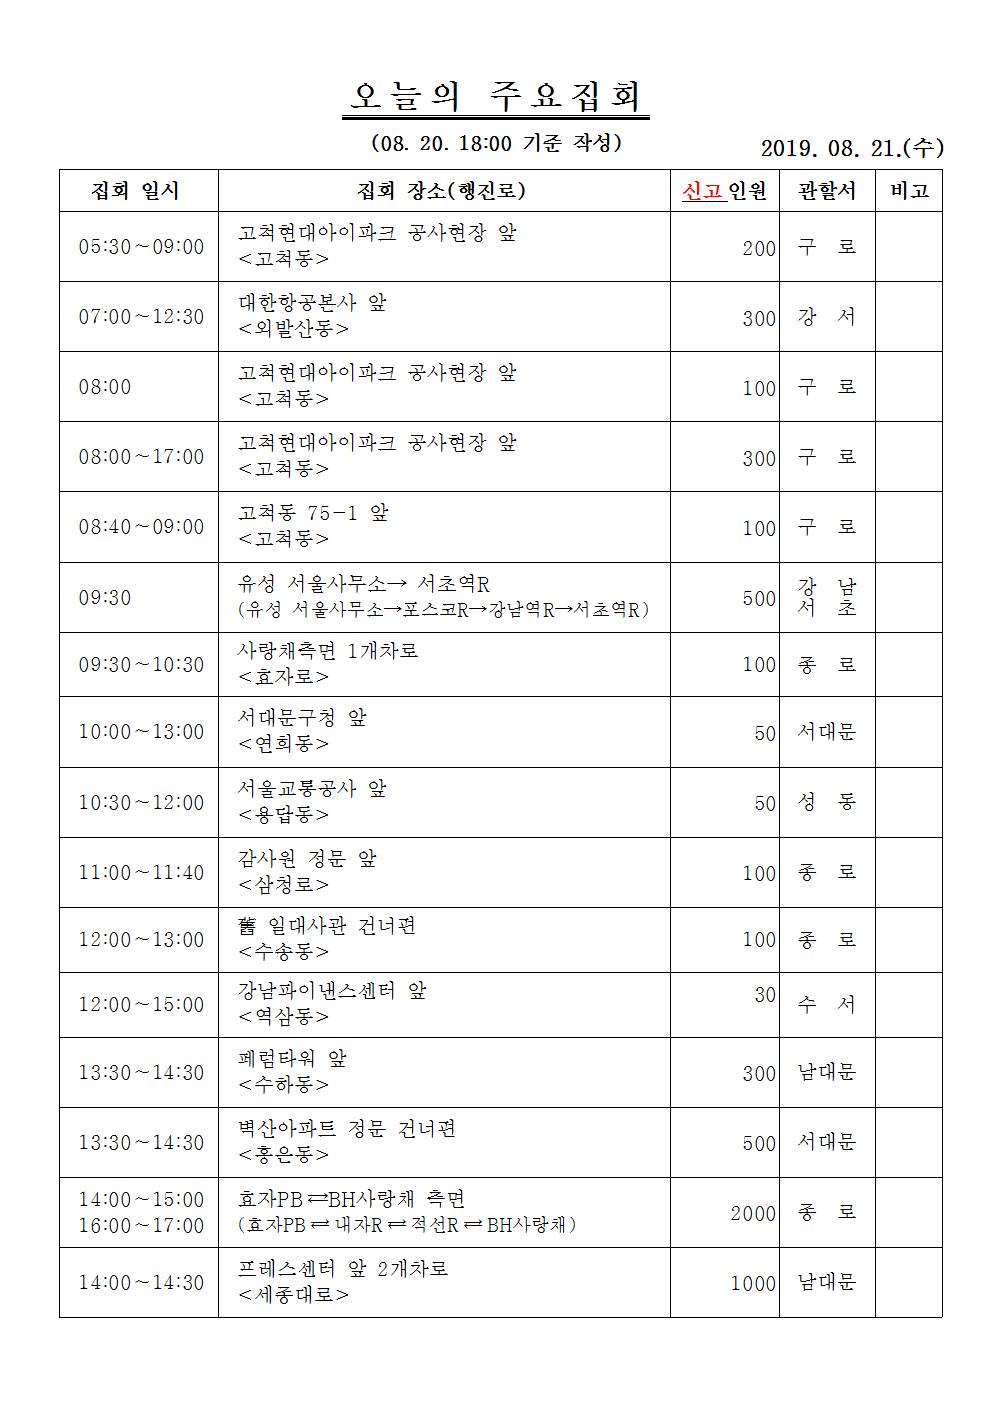 오늘의 주요집회
(08. 20. 18:00 기준 작성)
2019. 08. 21.(수)
집회 일시 집회 장소(행진로) 신고인원 관할서 비고
05:30~09:00 고척현대아이파크 공사현장 앞 200 구 로
<고척동>
07:00~12:30 대한항공본사 앞 300 강 서
<외발산동>
08:00 고척현대아이파크 공사현장 앞 100 구 로
<고척동>
08:00~17:00 고척현대아이파크 공사현장 앞 300 구 로
<고척동>
08:40~09:00 고척동 75-1 앞 100 구 로
<고척동>
09:30 유성 서울사무소→ 서초역R 500 강 남
(유성 서울사무소→포스코R→강남역R→서초역R) 서 초
09:30~10:30 사랑채측면 1개차로 100 종 로
<효자로>
10:00~13:00 서대문구청 앞 50 서대문
<연희동>
10:30~12:00 서울교통공사 앞 50 성 동
<용답동>
11:00~11:40 감사원 정문 앞 100 종 로
<삼청로>
12:00~13:00 舊 일대사관 건너편 100 종 로
<수송동>
12:00~15:00 강남파이낸스센터 앞 30 수 서
<역삼동>
13:30~14:30 페럼타워 앞 300 남대문
<수하동>
13:30~14:30 벽산아파트 정문 건너편 500 서대문
<홍은동>
14:00~15:00 효자PB⇄BH사랑채 측면 2000 종 로
16:00~17:00 (효자PB⇄내자R⇄적선R⇄BH사랑채)
14:00~14:30 프레스센터 앞 2개차로 1000 남대문
<세종대로>